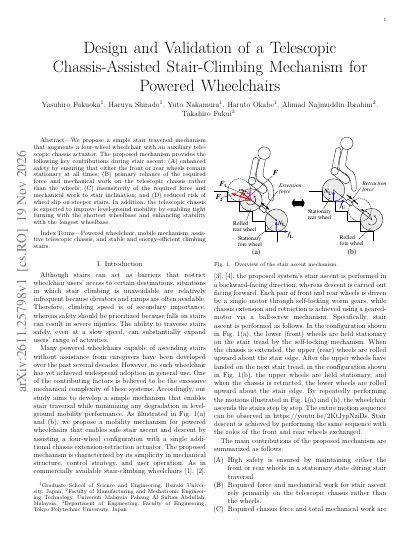 1
Design and Validation of a Telescopic
Chassis-Assisted Stair-Climbing Mechanism for
Powered Wheelchairs
Yasuhiro Fukuoka¹, Haruya Shirado¹, Yuto Nakamura¹, Haruto Okabe¹, Ahmad Najmuddin Ibrahim²,
Takahiro Fukui³
arXiv:2611.25798v1 [cs.RO] 19 Nov 2026
Abstract—We propose a simple stair traversal mechanism
that augments a four-wheel wheelchair with an auxiliary tele-
scopic chassis actuator. The proposed mechanism provides the
following key contributions during stair ascent: (A) enhanced
safety by ensuring that either the front or rear wheels remain
stationary at all times; (B) primary reliance of the required
force and mechanical work on the telescopic chassis rather
than the wheels; (C) insensitivity of the required force and
mechanical work to stair inclination; and (D) reduced risk of
wheel slip on steeper stairs. In addition, the telescopic chassis
is expected to improve level-ground mobility by enabling tight
turning with the shortest wheelbase and enhancing stability
with the longest wheelbase.
Index Terms—Powered wheelchair, mobile mechanism, assis-
tive telescopic chassis, and stable and energy-efficient climbing
stairs.
I. Introduction
Although stairs can act as barriers that restrict
wheelchair users' access to certain destinations, situations
in which stair climbing is unavailable are relatively
infrequent because elevators and ramps are often available.
Therefore, climbing speed is of secondary importance,
whereas safety should be prioritized because falls on stairs
can result in severe injuries. The ability to traverse stairs
safely, even at a slow speed, can substantially expand
users' range of activities.
Many powered wheelchairs capable of ascending stairs
without assistance from caregivers have been developed
over the past several decades. However, no such wheelchair
has yet achieved widespread adoption in general use. One
of the contributing factors is believed to be the excessive
mechanical complexity of these systems. Accordingly, our
study aims to develop a simple mechanism that enables
stair traversal while minimizing any degradation in level-
ground mobility performance. As illustrated in Fig. 1(a)
and (b), we propose a mobility mechanism for powered
wheelchairs that enables safe stair ascent and descent by
assisting a four-wheel configuration with a single addi-
tional chassis extension-retraction actuator. The proposed
mechanism is characterized by its simplicity in mechanical
structure, control strategy, and user operation. As in
commercially available stair-climbing wheelchairs [1], [2],
¹Graduate School of Science and Engineering, Ibaraki Univer-
sity, Japan, ²Faculty of Manufacturing and Mechatronic Engineer-
ing Technology, Universiti Malaysia Pahang Al Sultan Abdullah,
Malaysia, ³Department of Engineering, Faculty of Engineering,
Tokyo Polytechnic University, Japan
Extension
force
Retraction
force
Rolled
rear wheel
Stationary
fron wheel
(a)
Stationary
rear wheel
Rolled
fron wheel
(b)
Fig. 1. Overview of the stair ascent mechanism.
[3], [4], the proposed system's stair ascent is performed in
a backward-facing direction, whereas descent is carried out
during facing forward. Each pair of front and rear wheels is
driven by a single motor through self-locking worm gears,
while chassis extension and retraction is achieved using a geared-
motor via a ball-screw mechanism. Specifically, stair
ascent is performed as follows. In the configuration shown
in Fig. 1(a), the lower (front) wheels are held stationary
on the stair tread by the self-locking mechanism. When
the chassis is extended, the upper (rear) wheels are rolled
upward about the stair edge. After the upper wheels have
landed on the next stair tread, in the configuration shown
in Fig. 1(b), the upper wheels are held stationary, and
when the chassis is retracted, the lower wheels are rolled
upward about the stair edge. By repeatedly performing
the motions illustrated in Fig. 1(a) and (b), the wheelchair
ascends the stairs step by step. The entire motion sequence
can be observed in
Stair descent is achieved by performing the same sequence with
the roles of the front and rear wheels exchanged.
The main contributions of the proposed mechanism are
summarized as follows.
(A) High safety is ensured by maintaining either the
front or rear wheels in a stationary state during stair
traversal.
(B) Required force and mechanical work for stair ascent
rely primarily on the telescopic chassis rather than
the wheels.
(C) Required chassis force and total mechanical work are